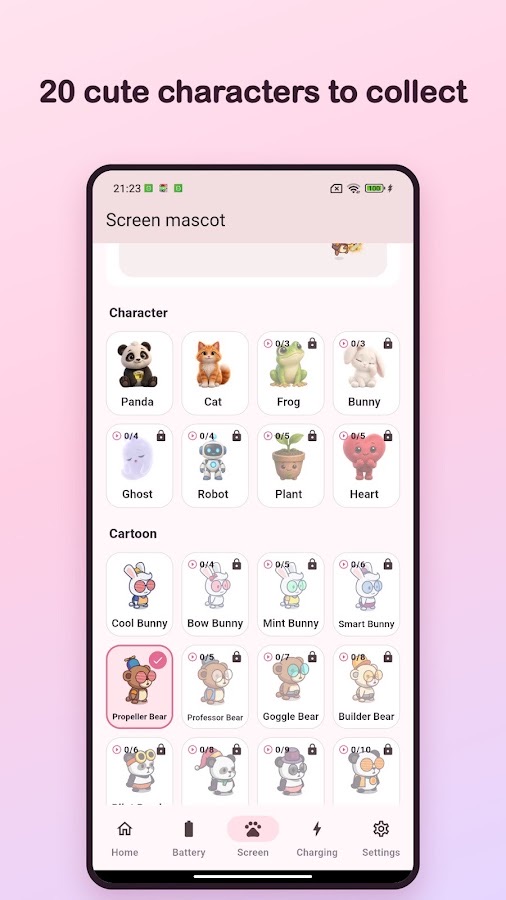 20 cute characters to collect
21:23
100
Screen mascot
Character
0/3 0/3
Panda Cat Frog Bunny
0/4 0/4 0/5 0/5
Ghost Robot Plant Heart
Cartoon
0/4 0/5 0/6
Cool Bunny Bow Bunny Mint Bunny Smart Bunny
0/5 0/7 0/8
Propeller Bear Professor Bear Goggle Bear Builder Bear
0/6 0/8 0/9 0/10
Home Battery Screen Charging Settings